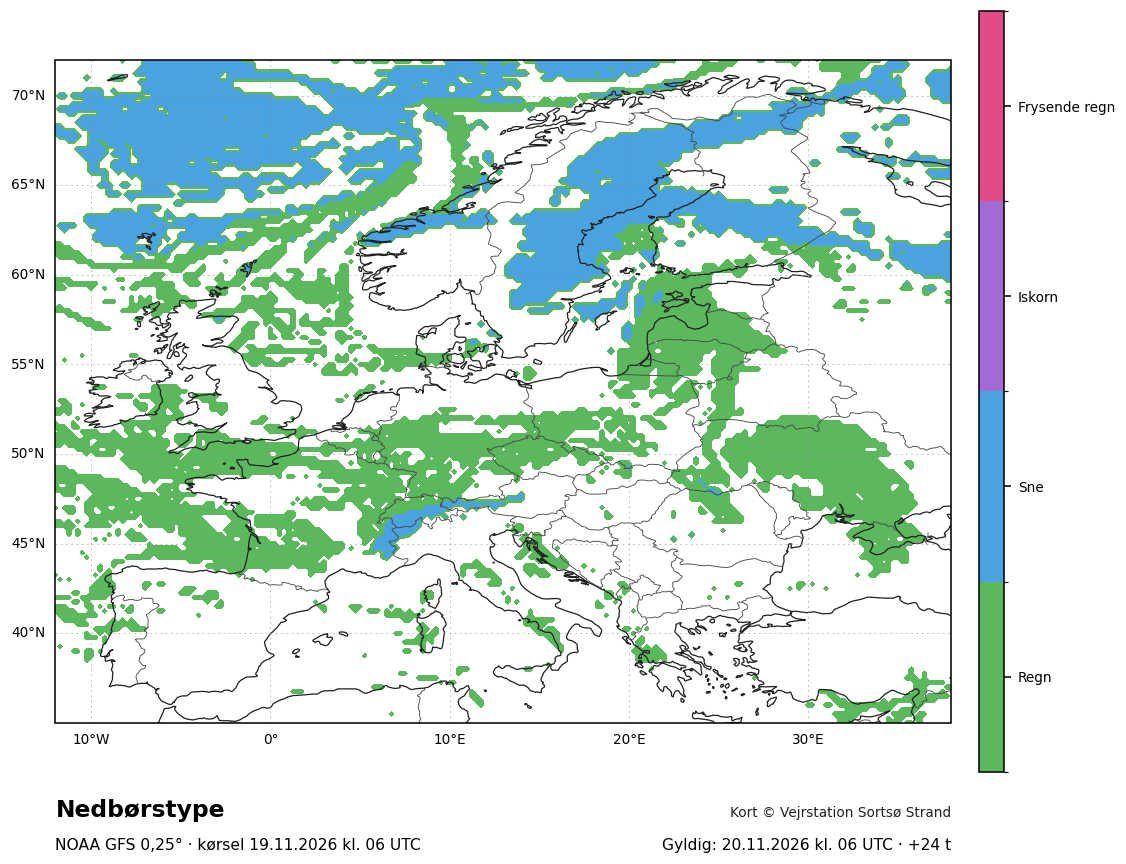 Frysende regn
Iskorn
Sne
Regn
70°N
65°N
60°N
55°N
50°N
45°N
40°N
10°W
0°
10°E
20°E
30°E
Nedbørstype
Kort © Vejrstation Sortsø Strand
NOAA GFS 0,25° · kørsel 19.11.2026 kl. 06 UTC
Gyldig: 20.11.2026 kl. 06 UTC · +24 t